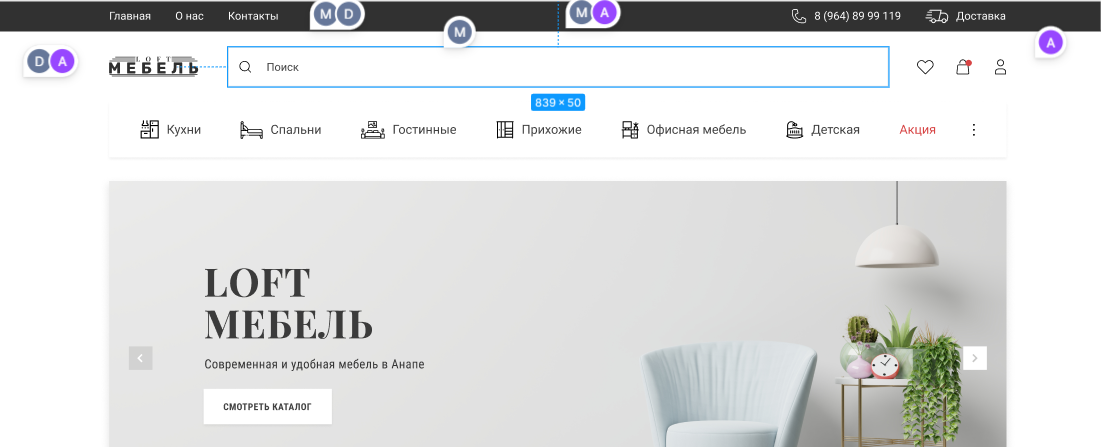 Главная О нас Контакты M D M A 8 (964) 89 99 119 Доставка
M
A
D A
LOFT
МЕБЕЛЬ
Поиск
839 × 50
Кухни Спальни Гостинные Прихожие Офисная мебель Детская Акция
LOFT
МЕБЕЛЬ
Современная и удобная мебель в Анапе
СМОТРЕТЬ КАТАЛОГ